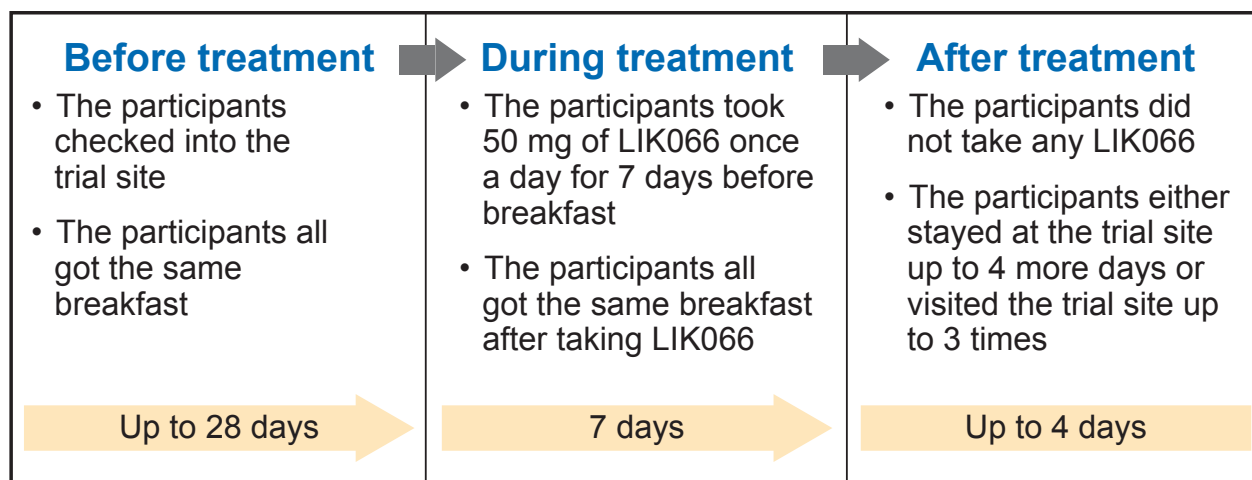 Before treatment
• The participants
checked into the
trial site
• The participants all
got the same
breakfast
Up to 28 days
During treatment
• The participants took
50 mg of LIK066 once
a day for 7 days before
breakfast
• The participants all
got the same breakfast
after taking LIK066
7 days
After treatment
• The participants did
not take any LIK066
• The participants either
stayed at the trial site
up to 4 more days or
visited the trial site up
to 3 times
Up to 4 days